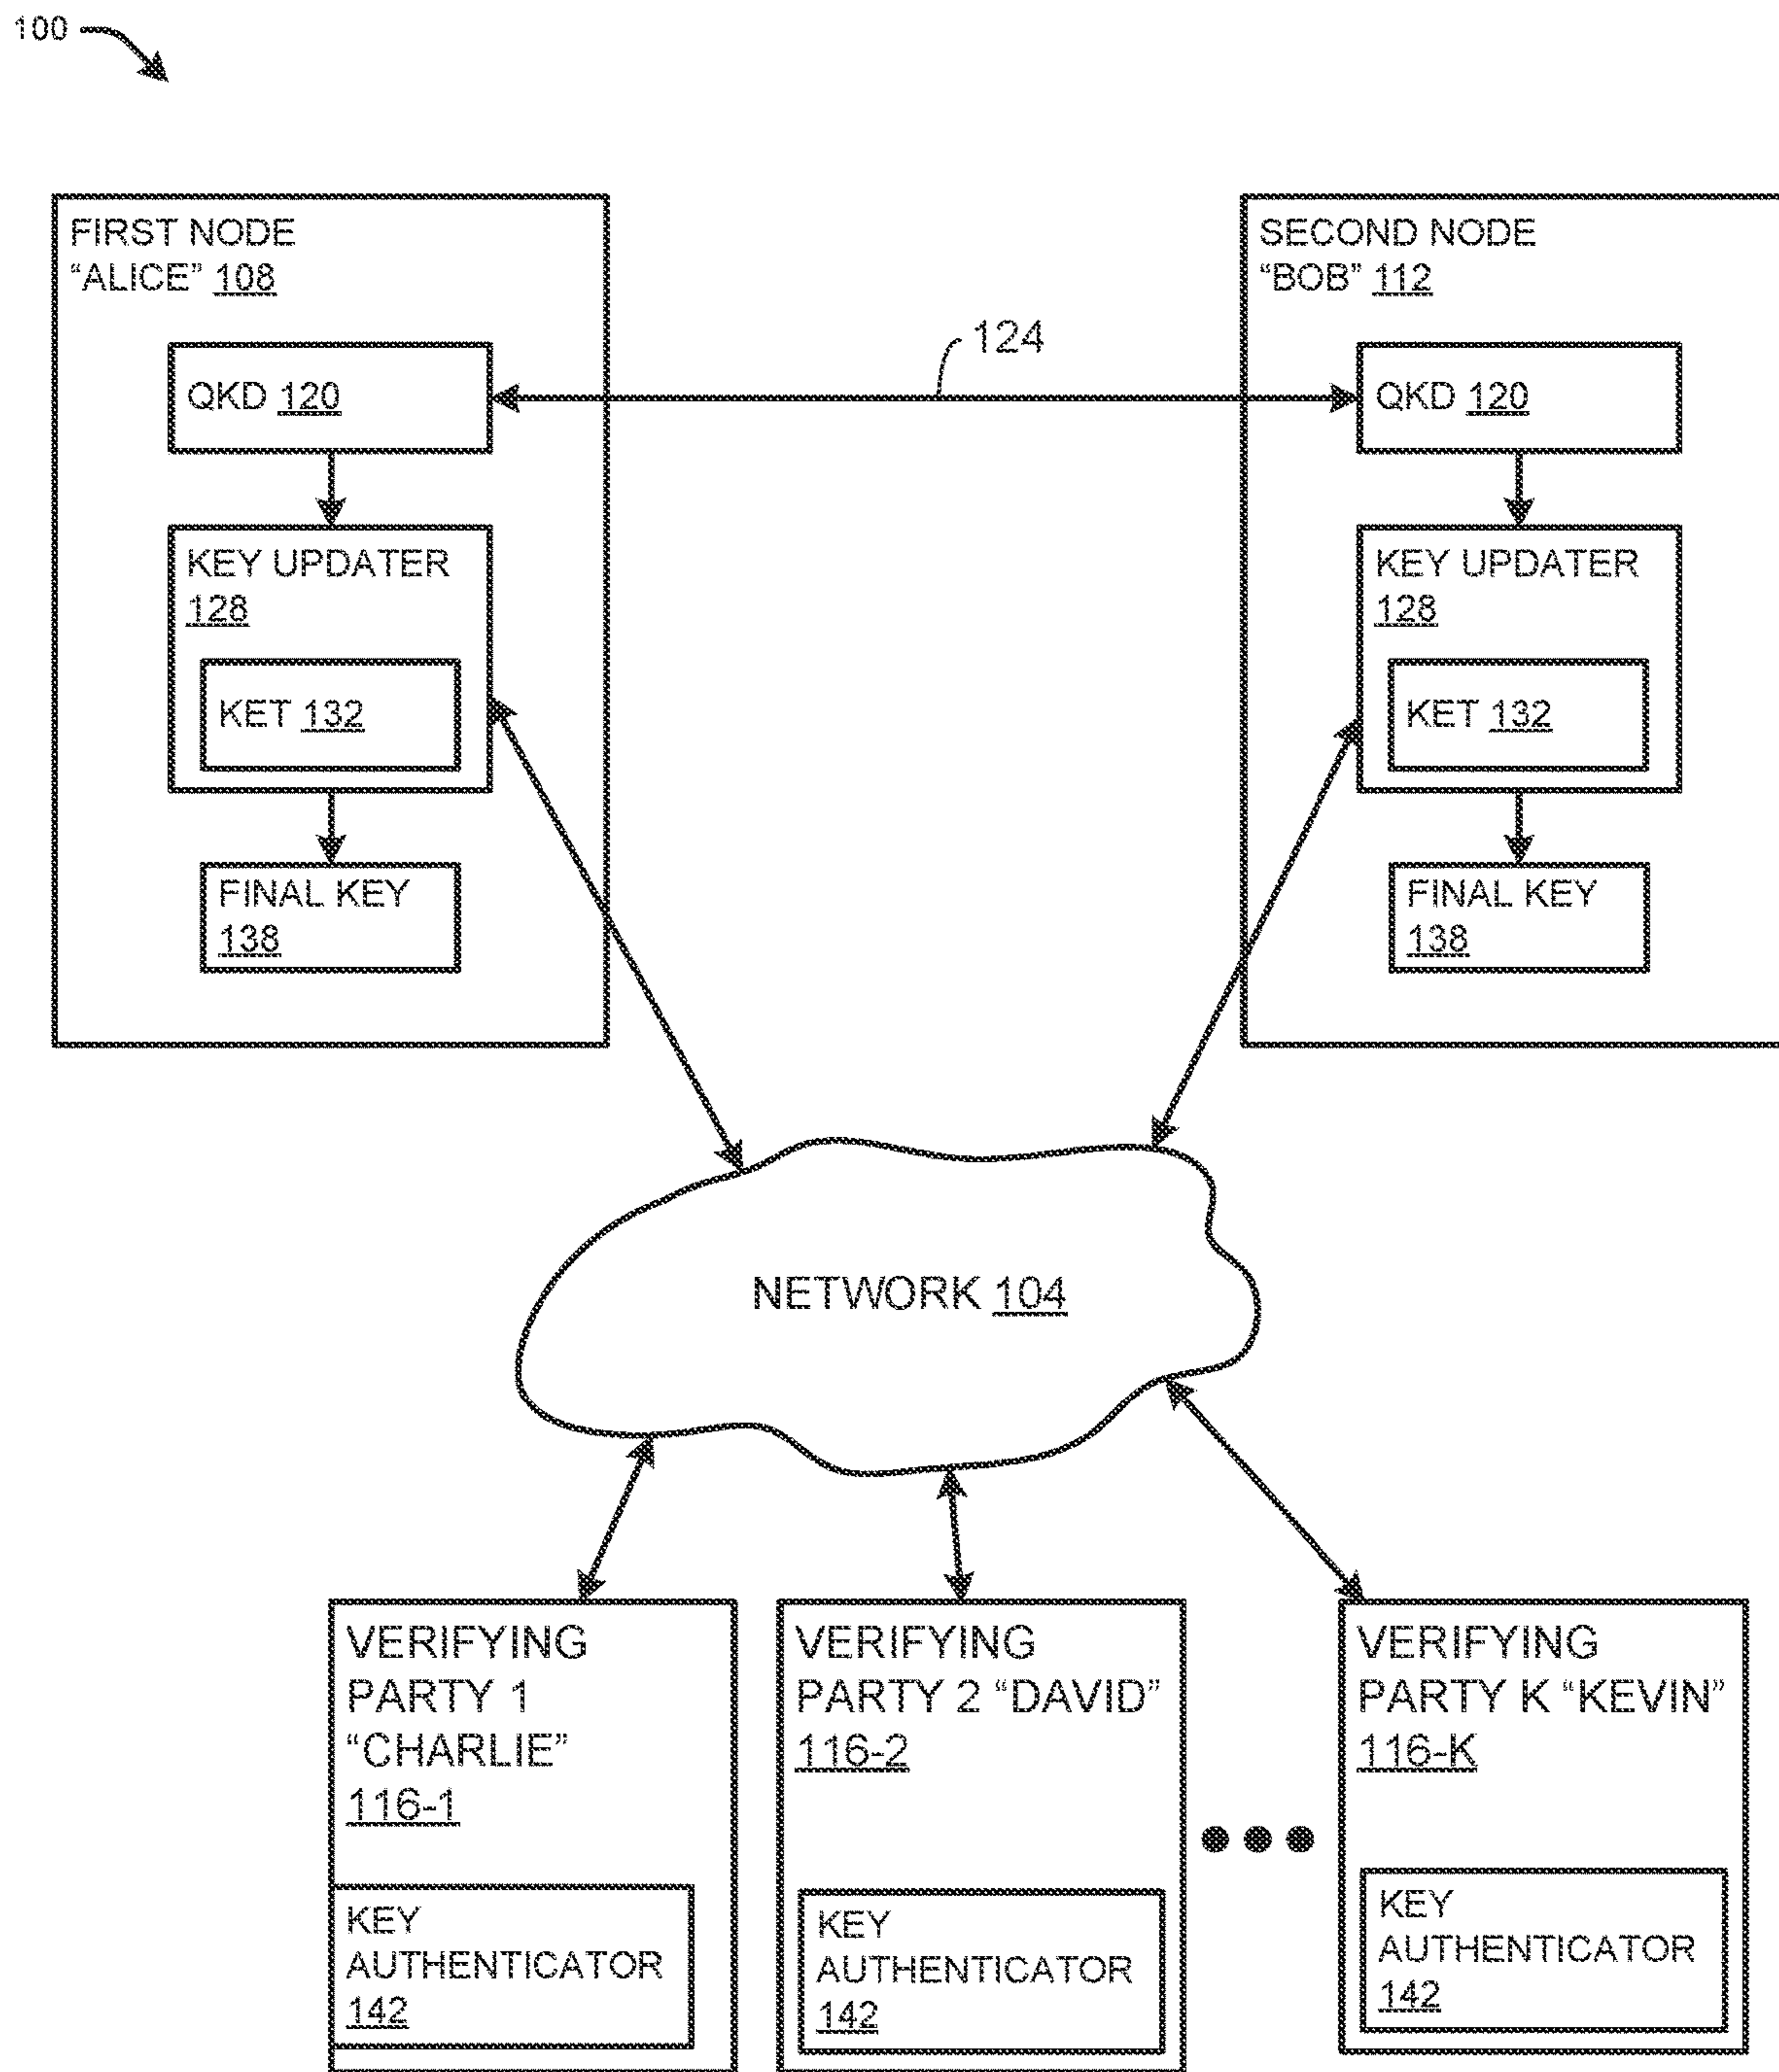 100
FIRST NODE
“ALICE” 108
SECOND NODE
“BOB” 112
124
QKD 120
QKD 120
KEY UPDATER
128
KEY UPDATER
128
KET 132
KET 132
FINAL KEY
138
FINAL KEY
138
NETWORK 104
VERIFYING
PARTY 1
“CHARLIE”
116-1
VERIFYING
PARTY 2 “DAVID”
116-2
VERIFYING
PARTY K “KEVIN”
116-K
KEY
AUTHENTICATOR
142
KEY
AUTHENTICATOR
142
KEY
AUTHENTICATOR
142